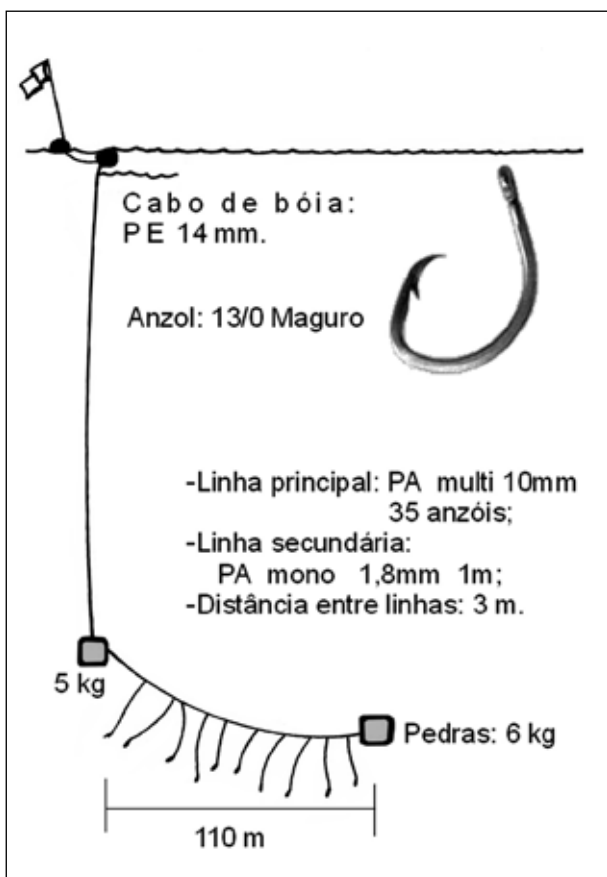 Cabo de bóia:
PE 14 mm.
Anzol: 13/0 Maguro
-Linha principal: PA multi 10mm
35 anzóis;
-Linha secundária:
PA mono 1,8mm 1m;
-Distância entre linhas: 3 m.
5 kg
Pedras: 6 kg
110 m